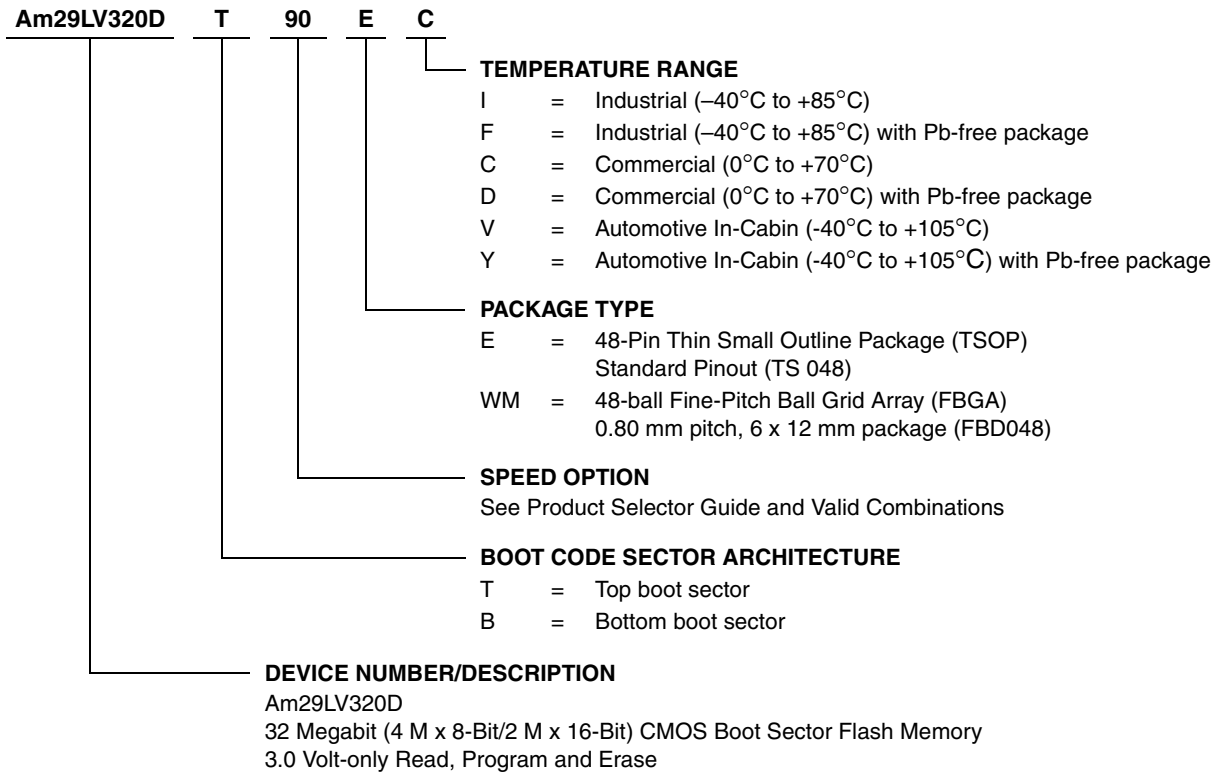 Am29LV320D T 90 E C
TEMPERATURE RANGE
I = Industrial (–40°C to +85°C)
F = Industrial (–40°C to +85°C) with Pb-free package
C = Commercial (0°C to +70°C)
D = Commercial (0°C to +70°C) with Pb-free package
V = Automotive In-Cabin (-40°C to +105°C)
Y = Automotive In-Cabin (-40°C to +105°C) with Pb-free package
PACKAGE TYPE
E = 48-Pin Thin Small Outline Package (TSOP)
Standard Pinout (TS 048)
WM = 48-ball Fine-Pitch Ball Grid Array (FBGA)
0.80 mm pitch, 6 x 12 mm package (FBD048)
SPEED OPTION
See Product Selector Guide and Valid Combinations
BOOT CODE SECTOR ARCHITECTURE
T = Top boot sector
B = Bottom boot sector
DEVICE NUMBER/DESCRIPTION
Am29LV320D
32 Megabit (4 M x 8-Bit/2 M x 16-Bit) CMOS Boot Sector Flash Memory
3.0 Volt-only Read, Program and Erase